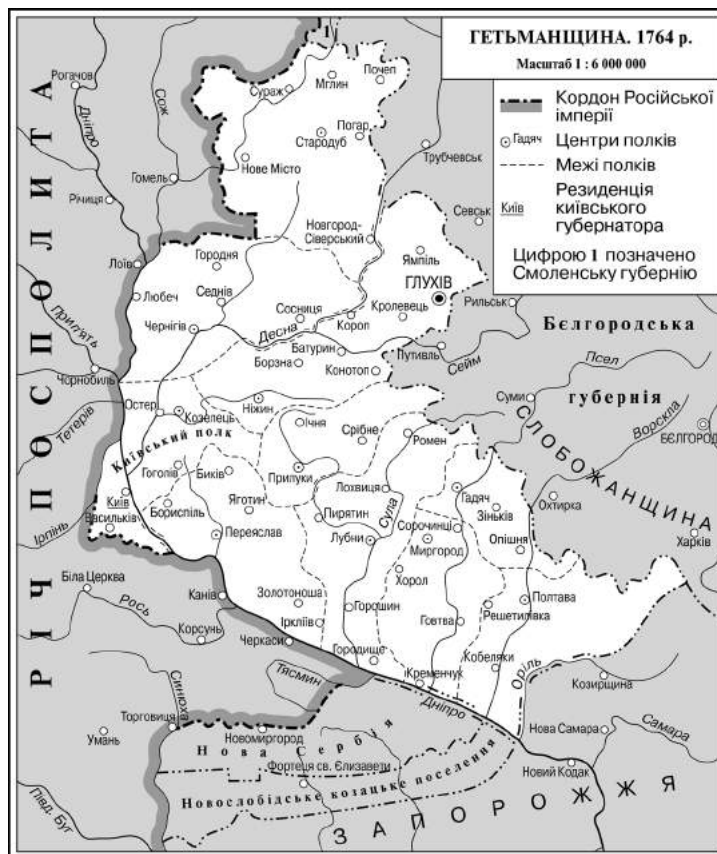 ГЕТЬМАНЩИНА. 1764 р.
Масштаб 1 : 6 000 000
Кордон Російської
імперії
Гадяч
Центри полків
Межі полків
Київ
Резиденція
київського
губернатора
Цифрою 1 позначено
Смоленську губернію
1
РІЧ ПОСПОЛИТА
Рогачов
Дніпро
Сож
Сураж
Мглин
Почеп
Погар
Стародуб
Нове Місто
Трубчевськ
Гомель
Річиця
Новгород-
Сіверський
Севськ
Лоїв
Городня
Ямпіль
ГЛУХІВ
Любеч
Седнів
Сосниця
Кролевець
Рильськ
Прип'ять
Чернігів
Десна
Короп
Бєлгородська
губернія
Батурин
Путивль
Сейм
Борзна
Конотоп
Псел
Чорнобиль
Остер
Козелець
Ніжин
Ічня
Срібне
Ромен
Суми
Ворскла
Тетерів
Київський полк
СЛОБОЖАНЩИНА
БЄЛГОРОД
Гоголів
Биків
Прилуки
Лохвиця
Гадяч
Київ
Бориспіль
Яготин
Пирятин
Сула
Зіньків
Охтирка
Васильків
Ірпінь
Переяслав
Лубни
Сорочинці
Миргород
Опішня
Харків
Біла Церква
Канів
Золотоноша
Хорол
Полтава
Рось
Іркліїв
Горошин
Говтва
Решетилівка
Корсунь
Черкаси
Городище
Кобеляки
Тясмин
Кременчук
Оріль
Козирщина
Синюха
Дніпро
Торговиця
Новомиргород
Нова Самара
Самара
Умань
Нова Сербія
Фортеця св. Єлизавети
Новий Кодак
Новослобідське козацьке поселення
Півд. Буг
ЗАПОРОЖЖЯ